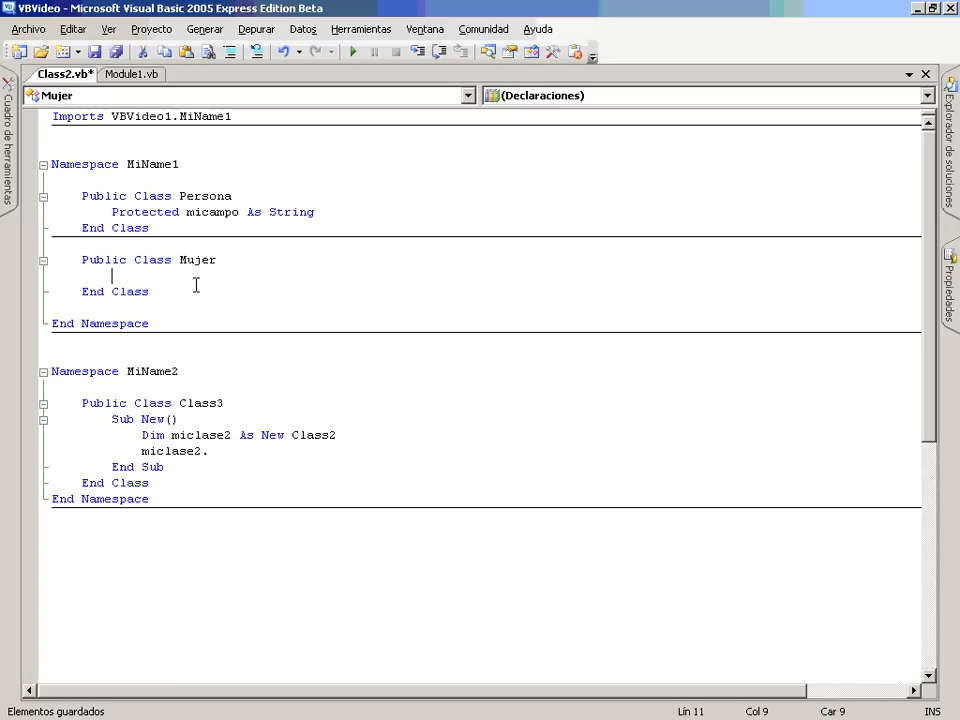 VBVideo - Microsoft Visual Basic 2005 Express Edition Beta
Archivo Editar Ver Proyecto Generar Depurar Datos Herramientas Ventana Comunidad Ayuda
Class2.vb* Module1.vb
Mujer (Declaraciones)
Cuadro de herramientas
Explorador de soluciones
Propiedades
Imports VBVideo1.MiName1
Namespace MiName1
Public Class Persona
Protected micampo As String
End Class
Public Class Mujer
End Class
End Namespace
Namespace MiName2
Public Class Class3
Sub New()
Dim miclase2 As New Class2
miclase2.
End Sub
End Class
End Namespace
Elementos guardados Lín 11 Col 9 Car 9 INS